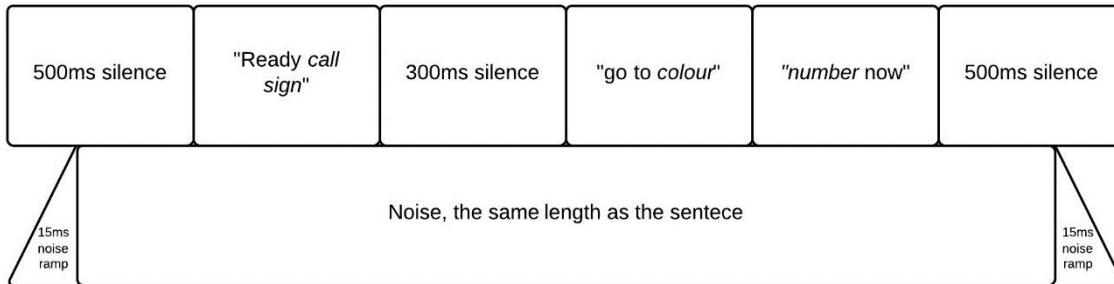 500ms silence
"Ready call
sign"
300ms silence
"go to colour"
"number now"
500ms silence
15ms
noise
ramp
Noise, the same length as the sentece
15ms
noise
ramp